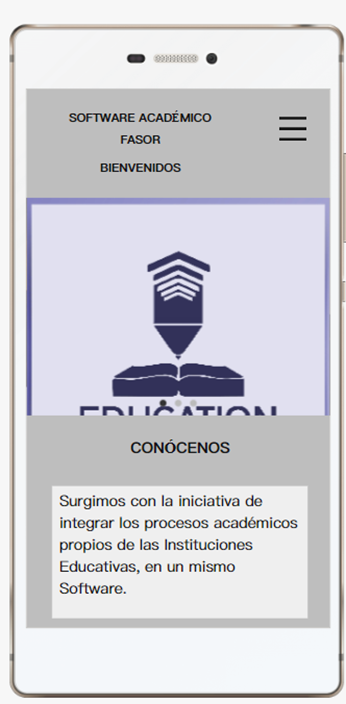 SOFTWARE ACADÉMICO
FASOR
BIENVENIDOS
EDUCATION
CONÓCENOS
Surgimos con la iniciativa de
integrar los procesos académicos
propios de las Instituciones
Educativas, en un mismo
Software.